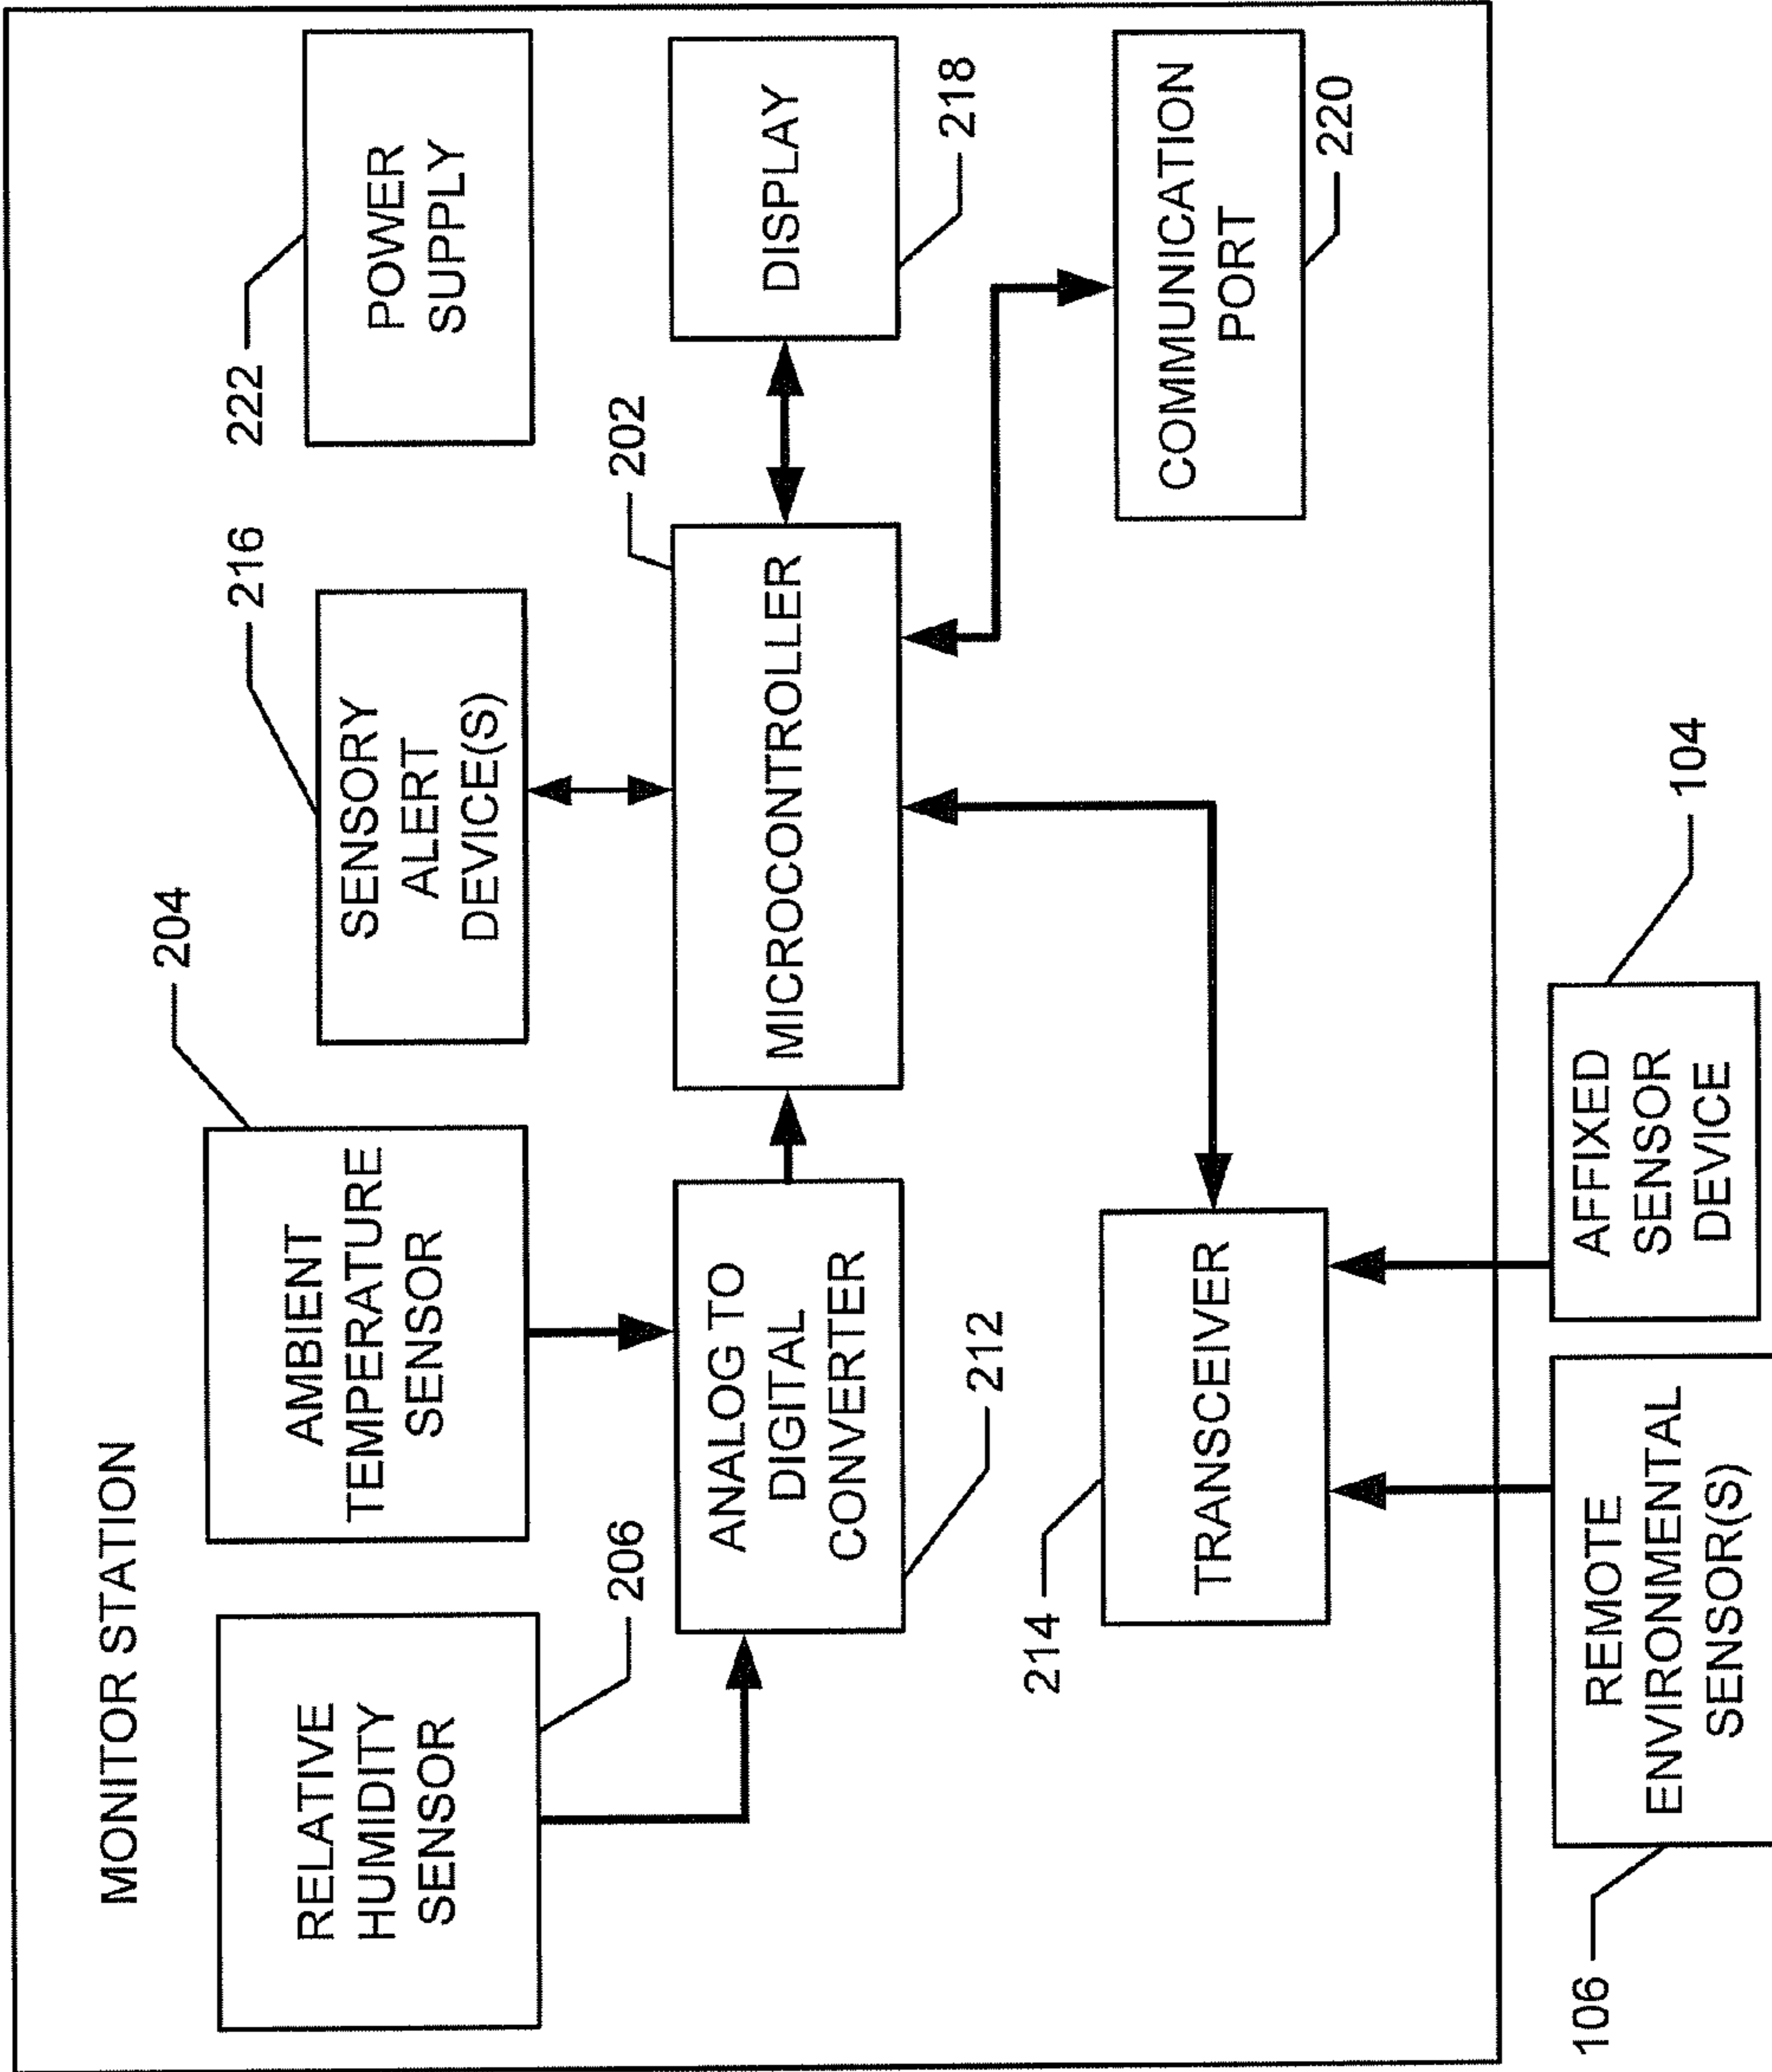 MONITOR STATION
RELATIVE
HUMIDITY
SENSOR
206
AMBIENT
TEMPERATURE
SENSOR
204
SENSORY
ALERT
DEVICE(S)
216
POWER
SUPPLY
222
ANALOG TO
DIGITAL
CONVERTER
212
MICROCONTROLLER
202
DISPLAY
218
TRANSCEIVER
214
COMMUNICATION
PORT
220
REMOTE
ENVIRONMENTAL
SENSOR(S)
106
AFFIXED
SENSOR
DEVICE
104